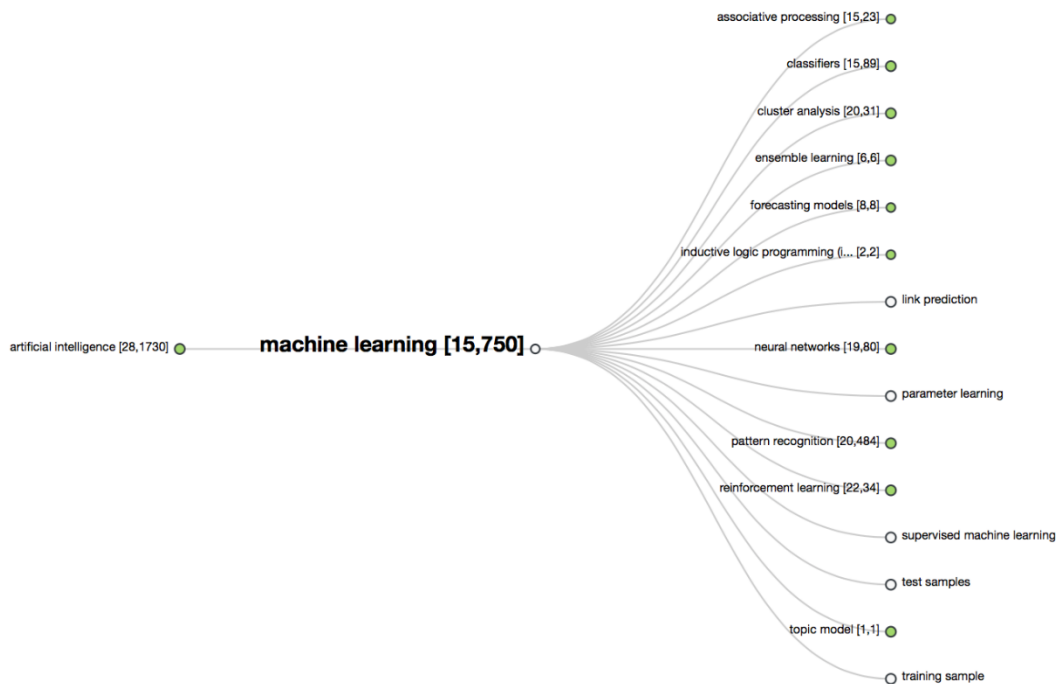 associative processing [15,23]
classifiers [15,89]
cluster analysis [20,31]
ensemble learning [6,6]
forecasting models [8,8]
inductive logic programming (i... [2,2]
link prediction
artificial intelligence [28,1730]
machine learning [15,750]
neural networks [19,80]
parameter learning
pattern recognition [20,484]
reinforcement learning [22,34]
supervised machine learning
test samples
topic model [1,1]
training sample